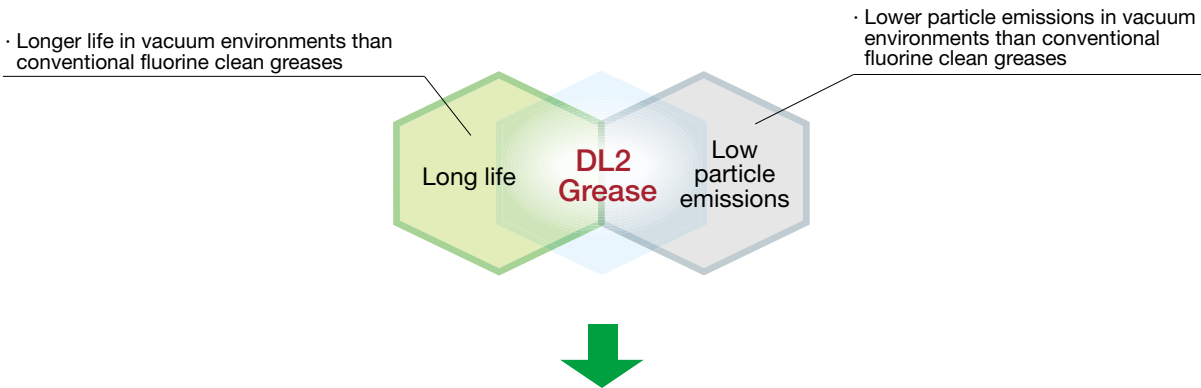 · Longer life in vacuum environments than
conventional fluorine clean greases
· Lower particle emissions in vacuum
environments than conventional
fluorine clean greases
Long life
DL2
Grease
Low
particle
emissions